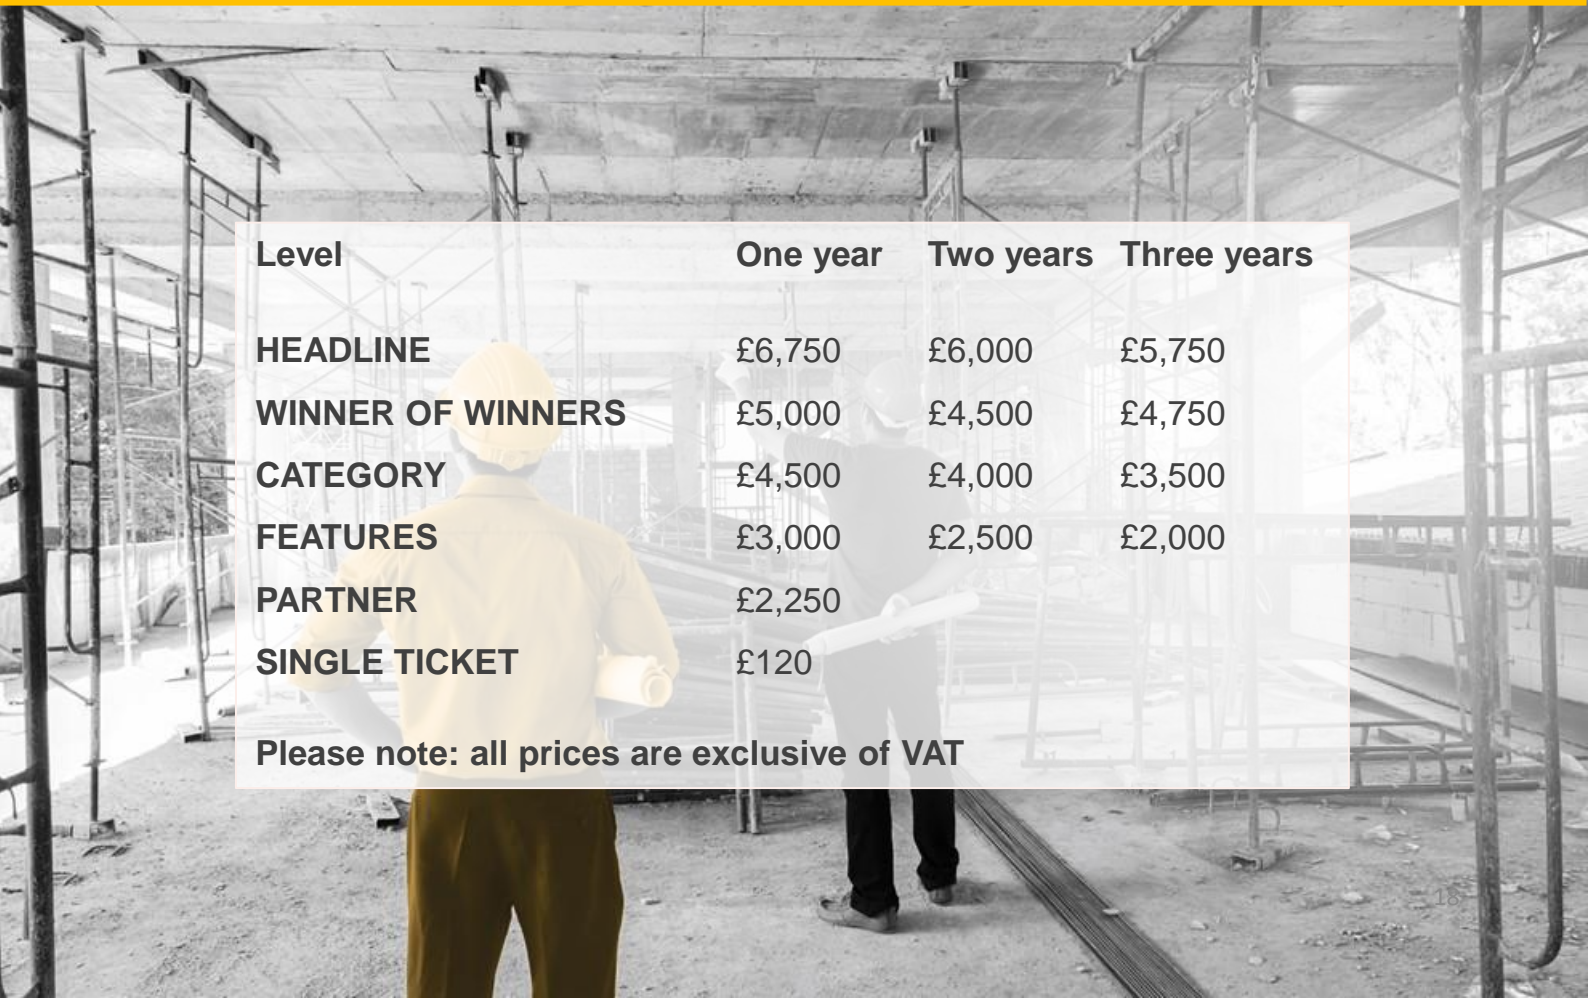 Level One year Two years Three years
HEADLINE £6,750 £6,000 £5,750
WINNER OF WINNERS £5,000 £4,500 £4,750
CATEGORY £4,500 £4,000 £3,500
FEATURES £3,000 £2,500 £2,000
PARTNER £2,250
SINGLE TICKET £120
Please note: all prices are exclusive of VAT
18